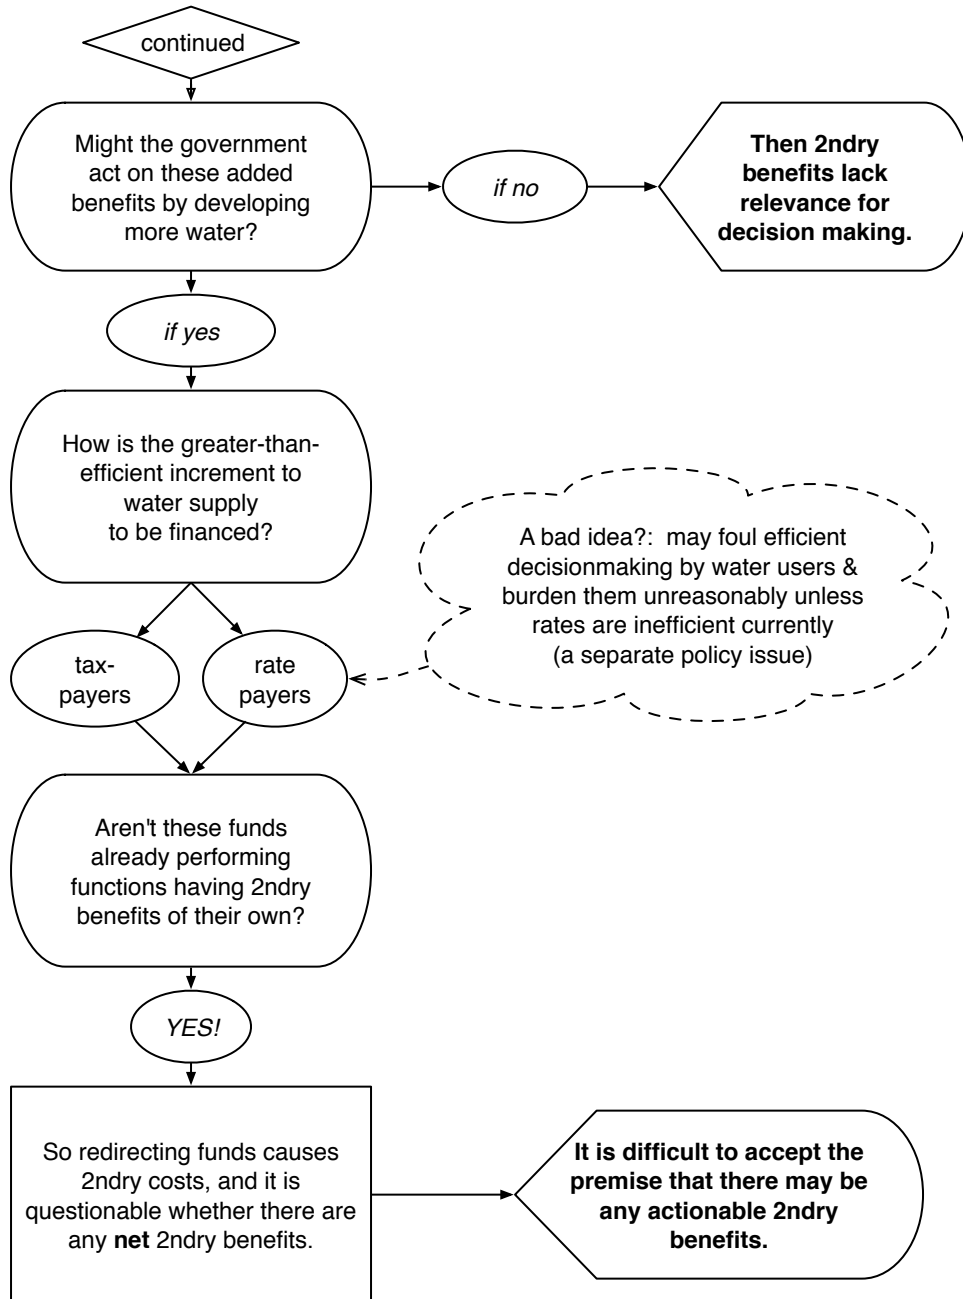 continued
Might the government
act on these added
benefits by developing
more water?
if no
Then 2ndry
benefits lack
relevance for
decision making.
if yes
How is the greater-than-
efficient increment to
water supply
to be financed?
A bad idea?: may foul efficient
decisionmaking by water users &
burden them unreasonably unless
rates are inefficient currently
(a separate policy issue)
tax-
payers
rate
payers
Aren't these funds
already performing
functions having 2ndry
benefits of their own?
YES!
So redirecting funds causes
2ndry costs, and it is
questionable whether there are
any net 2ndry benefits.
It is difficult to accept the
premise that there may be
any actionable 2ndry
benefits.